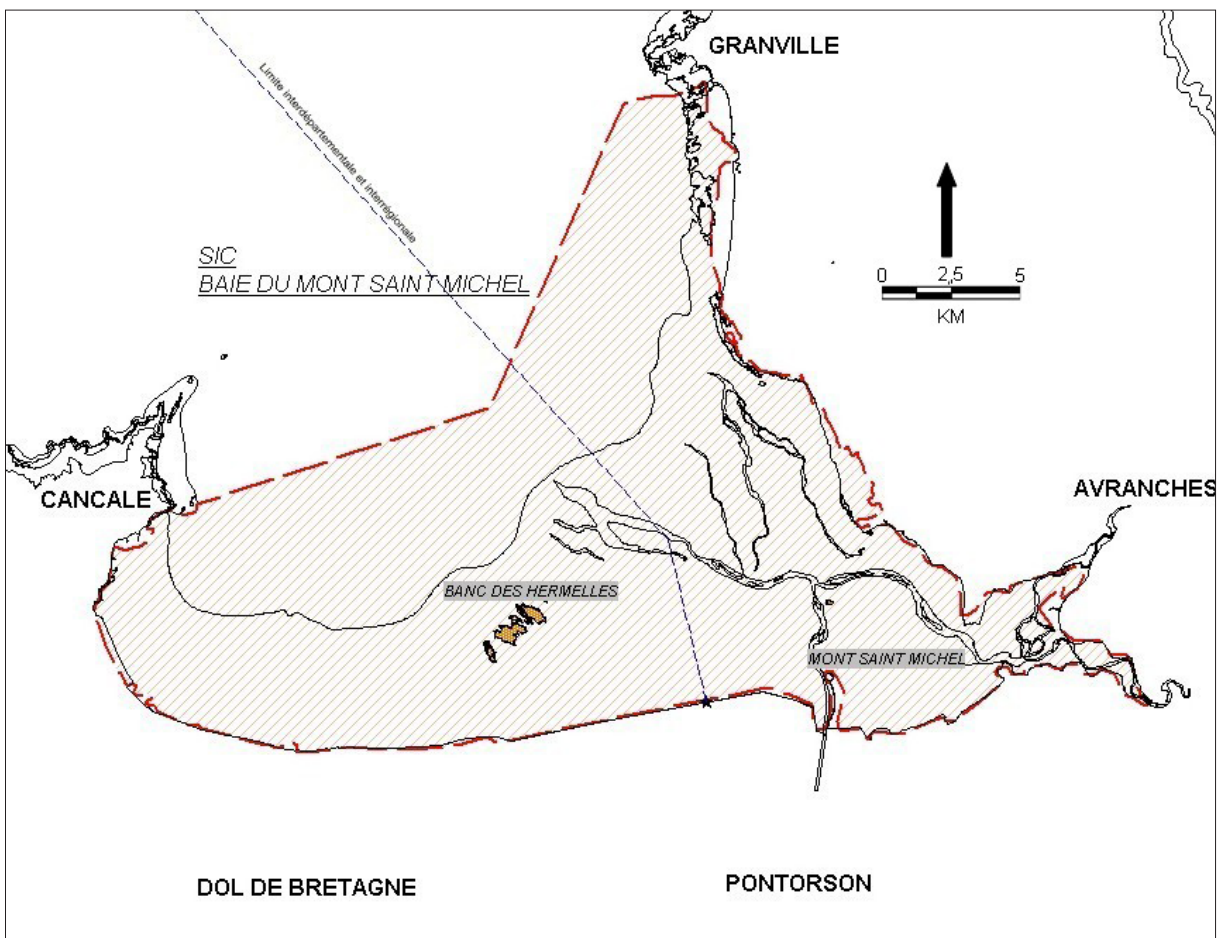 GRANVILLE
Limite interdépartementale et interrégionale
SIC
BAIE DU MONT SAINT MICHEL
0 2,5 5
KM
CANCALE
AVRANCHES
BANC DES HERMELLES
MONT SAINT MICHEL
DOL DE BRETAGNE
PONTORSON